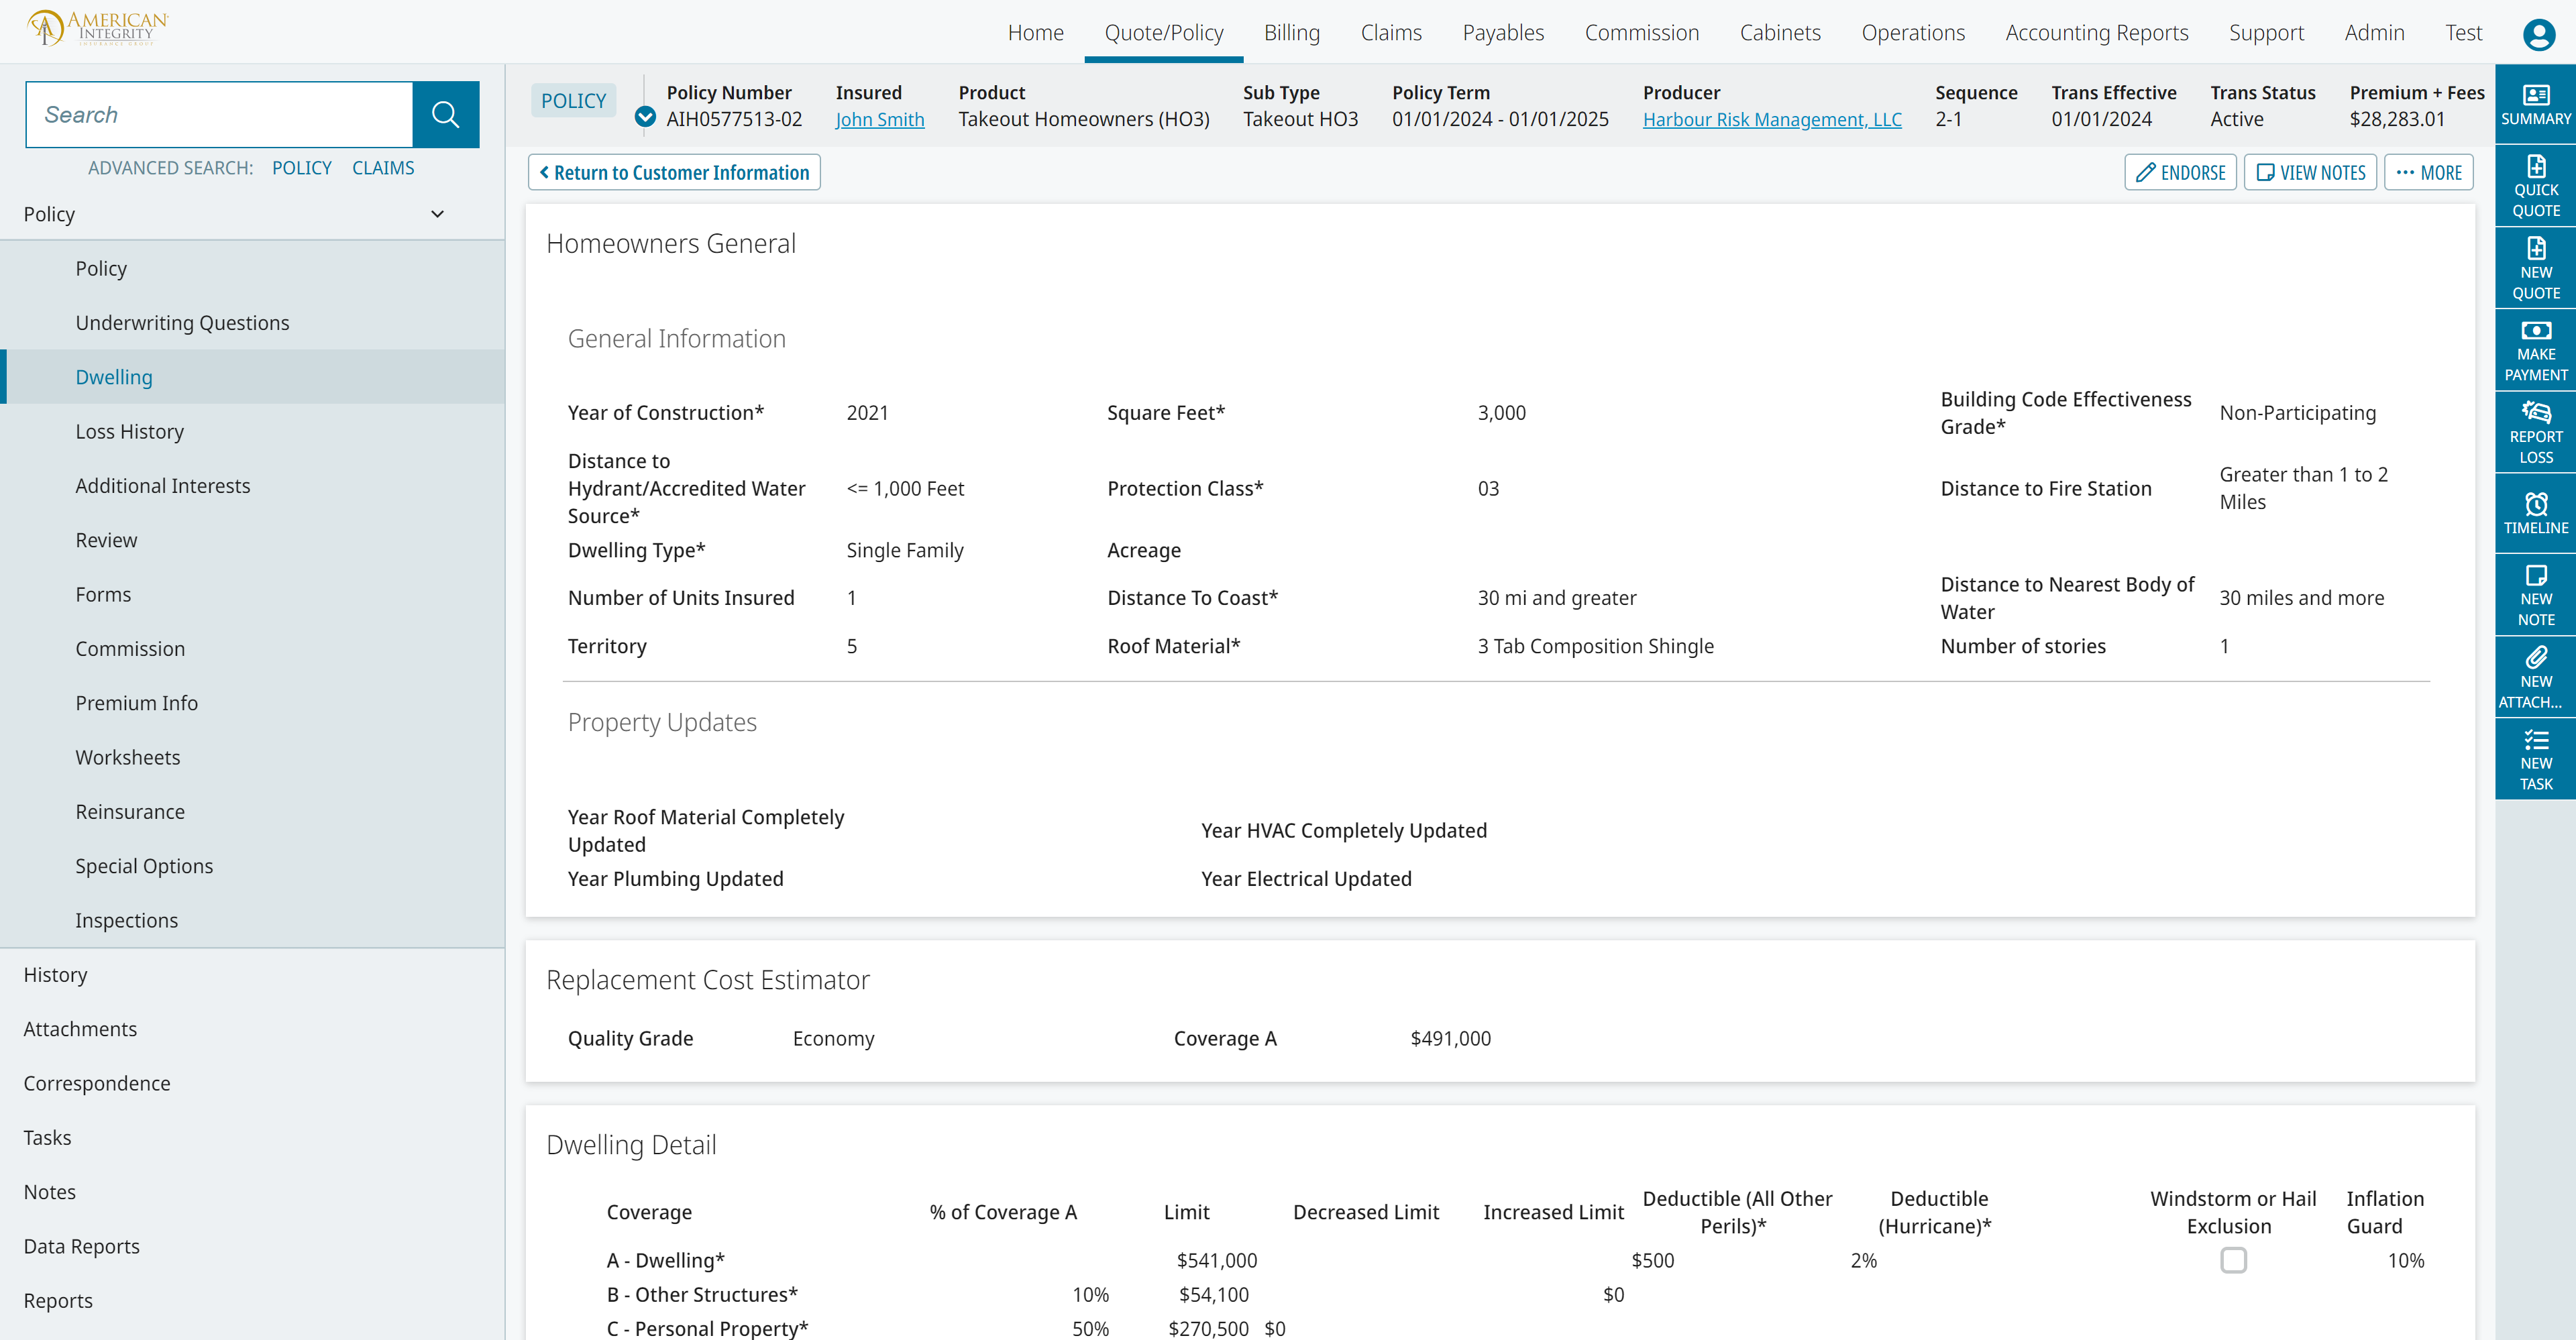 AMERICAN
INTEGRITY
INSURANCE GROUP
Home Quote/Policy Billing Claims Payables Commission Cabinets Operations Accounting Reports Support Admin Test
Search
ADVANCED SEARCH: POLICY CLAIMS
Policy
Policy
Underwriting Questions
Dwelling
Loss History
Additional Interests
Review
Forms
Commission
Premium Info
Worksheets
Reinsurance
Special Options
Inspections
History
Attachments
Correspondence
Tasks
Notes
Data Reports
Reports
POLICY
Policy Number Insured Product Sub Type Policy Term Producer Sequence Trans Effective Trans Status Premium + Fees
AIH0577513-02 John Smith Takeout Homeowners (HO3) Takeout HO3 01/01/2024 - 01/01/2025 Harbour Risk Management, LLC 2-1 01/01/2024 Active $28,283.01
Return to Customer Information ENDORSE VIEW NOTES MORE
Homeowners General
General Information
Year of Construction* 2021 Square Feet* 3,000 Building Code Effectiveness
Grade* Non-Participating
Distance to
Hydrant/Accredited Water
Source* <= 1,000 Feet Protection Class* 03 Distance to Fire Station Greater than 1 to 2
Miles
Dwelling Type* Single Family Acreage
Number of Units Insured 1 Distance To Coast* 30 mi and greater Distance to Nearest Body of
Water 30 miles and more
Territory 5 Roof Material* 3 Tab Composition Shingle Number of stories 1
Property Updates
Year Roof Material Completely
Updated Year HVAC Completely Updated
Year Plumbing Updated Year Electrical Updated
Replacement Cost Estimator
Quality Grade Economy Coverage A $491,000
Dwelling Detail
Coverage % of Coverage A Limit Decreased Limit Increased Limit Deductible (All Other
Perils)* Deductible
(Hurricane)* Windstorm or Hail
Exclusion Inflation
Guard
A - Dwelling* $541,000 $500 2% 10%
B - Other Structures* 10% $54,100 $0
C - Personal Property* 50% $270,500 $0
SUMMARY
QUICK
QUOTE
NEW
QUOTE
MAKE
PAYMENT
REPORT
LOSS
TIMELINE
NEW
NOTE
NEW
ATTACH...
NEW
TASK